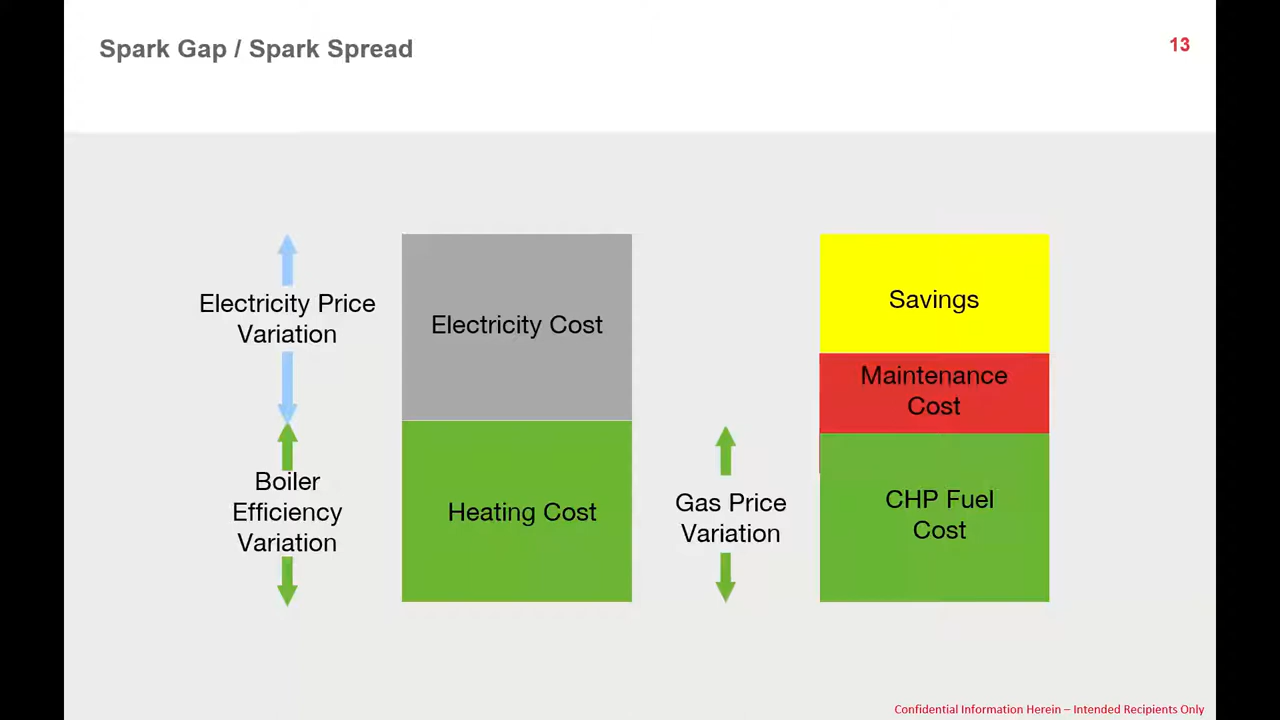 Spark Gap / Spark Spread
13
Electricity Price
Variation
Electricity Cost
Savings
Maintenance
Cost
Boiler
Efficiency
Variation
Heating Cost
Gas Price
Variation
CHP Fuel
Cost
Confidential Information Herein – Intended Recipients Only